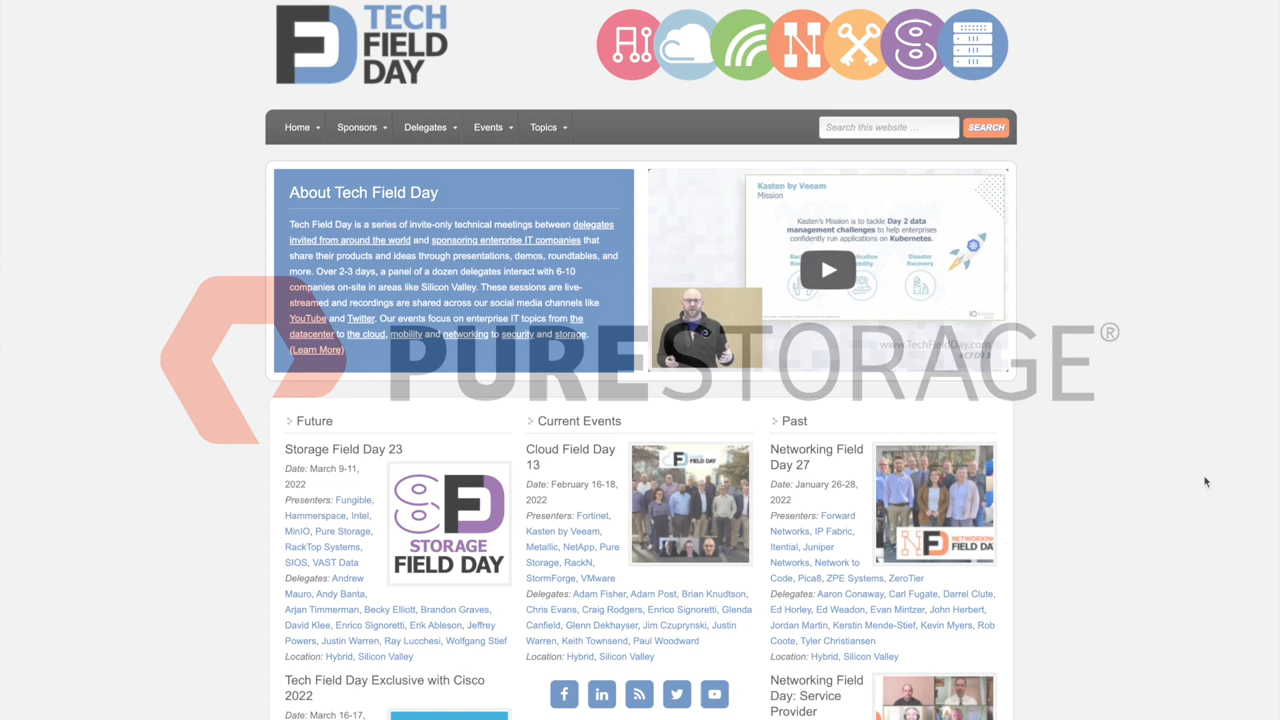 TECH
FIELD
DAY
Home
Sponsors
Delegates
Events
Topics
Search this website …
SEARCH
About Tech Field Day
Tech Field Day is a series of invite-only technical meetings between delegates
invited from around the world and sponsoring enterprise IT companies that
share their products and ideas through presentations, demos, roundtables, and
more. Over 2-3 days, a panel of a dozen delegates interact with 6-10
companies on-site in areas like Silicon Valley. These sessions are live-
streamed and recordings are shared across our social media channels like
YouTube and Twitter. Our events focus on enterprise IT topics from the
datacenter to the cloud, mobility and networking to security and storage.
(Learn More)
Kasten by Veeam
Mission
Kasten's Mission is to tackle Day 2 data
management challenges to help enterprises
confidently run applications on Kubernetes.
Disaster
Recovery
www.TechFieldDay.com
#CFD13
PURESTORAGE®
Future
Storage Field Day 23
Date: March 9-11,
2022
Presenters: Fungible,
Hammerspace, Intel,
MinIO, Pure Storage,
RackTop Systems,
SIOS, VAST Data
Delegates: Andrew
Mauro, Andy Banta,
Arjan Timmerman, Becky Elliott, Brandon Graves,
David Klee, Enrico Signoretti, Erik Ableson, Jeffrey
Powers, Justin Warren, Ray Lucchesi, Wolfgang Stief
Location: Hybrid, Silicon Valley
STORAGE
FIELD DAY
Tech Field Day Exclusive with Cisco
2022
Date: March 16-17,
Current Events
Cloud Field Day
13
Date: February 16-18,
2022
Presenters: Fortinet,
Kasten by Veeam,
Metallic, NetApp, Pure
Storage, RackN,
StormForge, VMware
Delegates: Adam Fisher, Adam Post, Brian Knudtson,
Chris Evans, Craig Rodgers, Enrico Signoretti, Glenda
Canfield, Glenn Dekhayser, Jim Czuprynski, Justin
Warren, Keith Townsend, Paul Woodward
Location: Hybrid, Silicon Valley
FIELD DAY
Past
Networking Field
Day 27
Date: January 26-28,
2022
Presenters: Forward
Networks, IP Fabric,
Itential, Juniper
Networks, Network to
Code, Pica8, ZPE Systems, ZeroTier
Delegates: Aaron Conaway, Carl Fugate, Darrel Clute,
Ed Horley, Ed Weadon, Evan Mintzer, John Herbert,
Jordan Martin, Kerstin Mende-Stief, Kevin Myers, Rob
Coote, Tyler Christiansen
Location: Hybrid, Silicon Valley
NETWORKING
FIELD DA
Networking Field
Day: Service
Provider